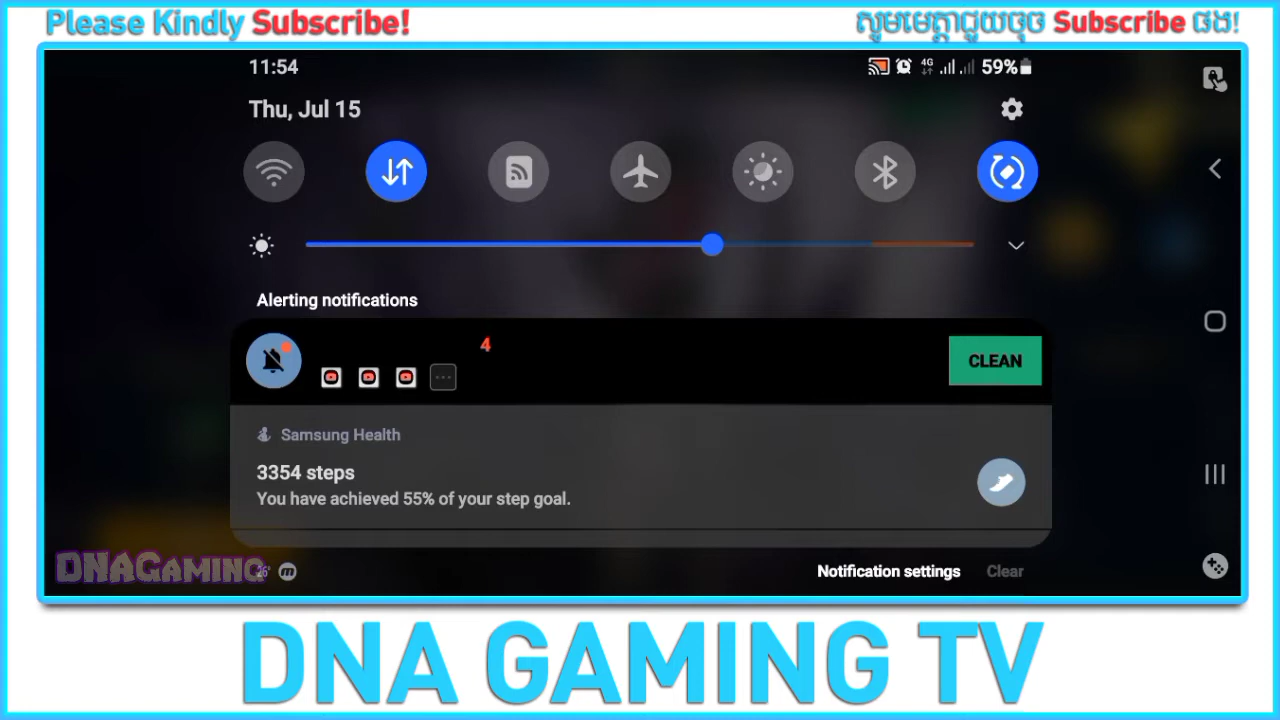 Please Kindly Subscribe!
សូមមេត្តាជួយចុច Subscribe ផង!
11:54
4G
59%
Thu, Jul 15
Alerting notifications
4
CLEAN
Samsung Health
3354 steps
You have achieved 55% of your step goal.
DNAGAMING
26°
Notification settings
Clear
DNA GAMING TV